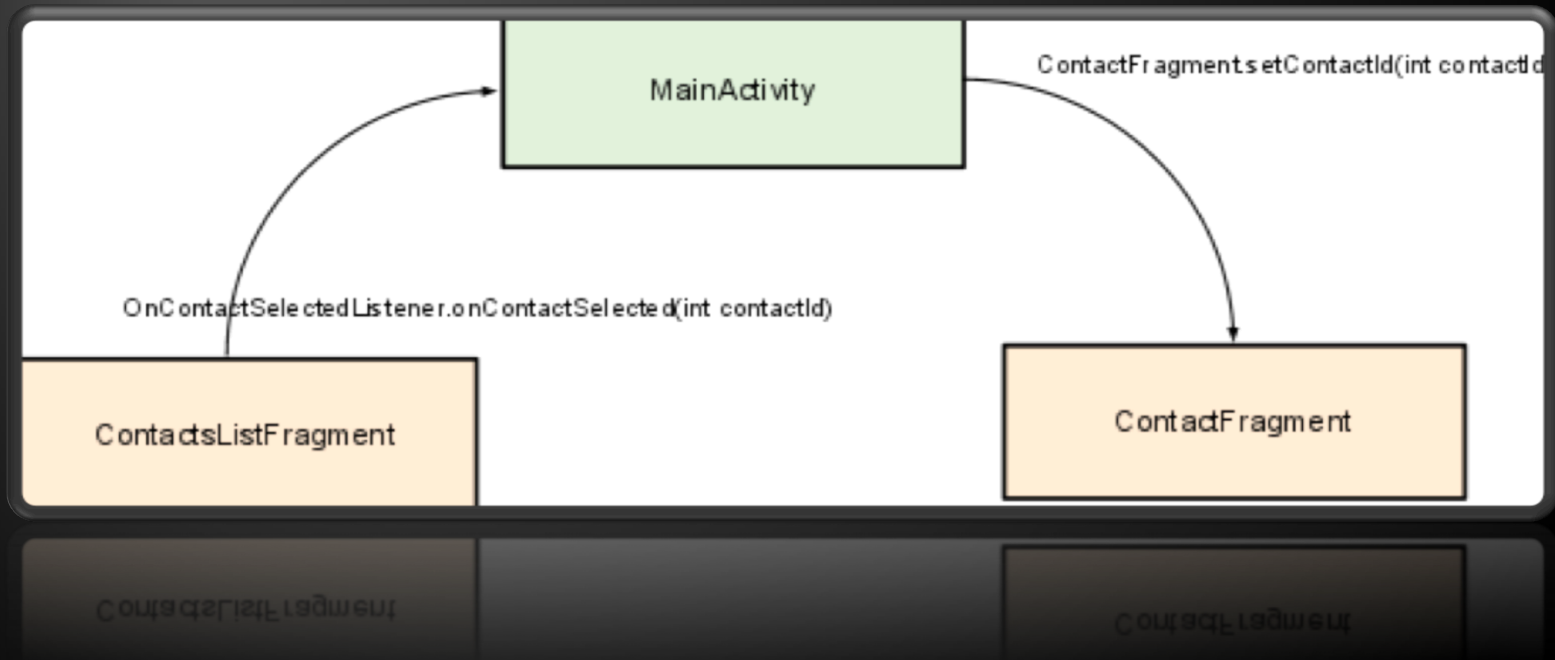 MainActivity
ContactFragment.setContactId(int contactId
OnContactSelectedListener.onContactSelected(int contactId)
ContactsListFragment
ContactFragment